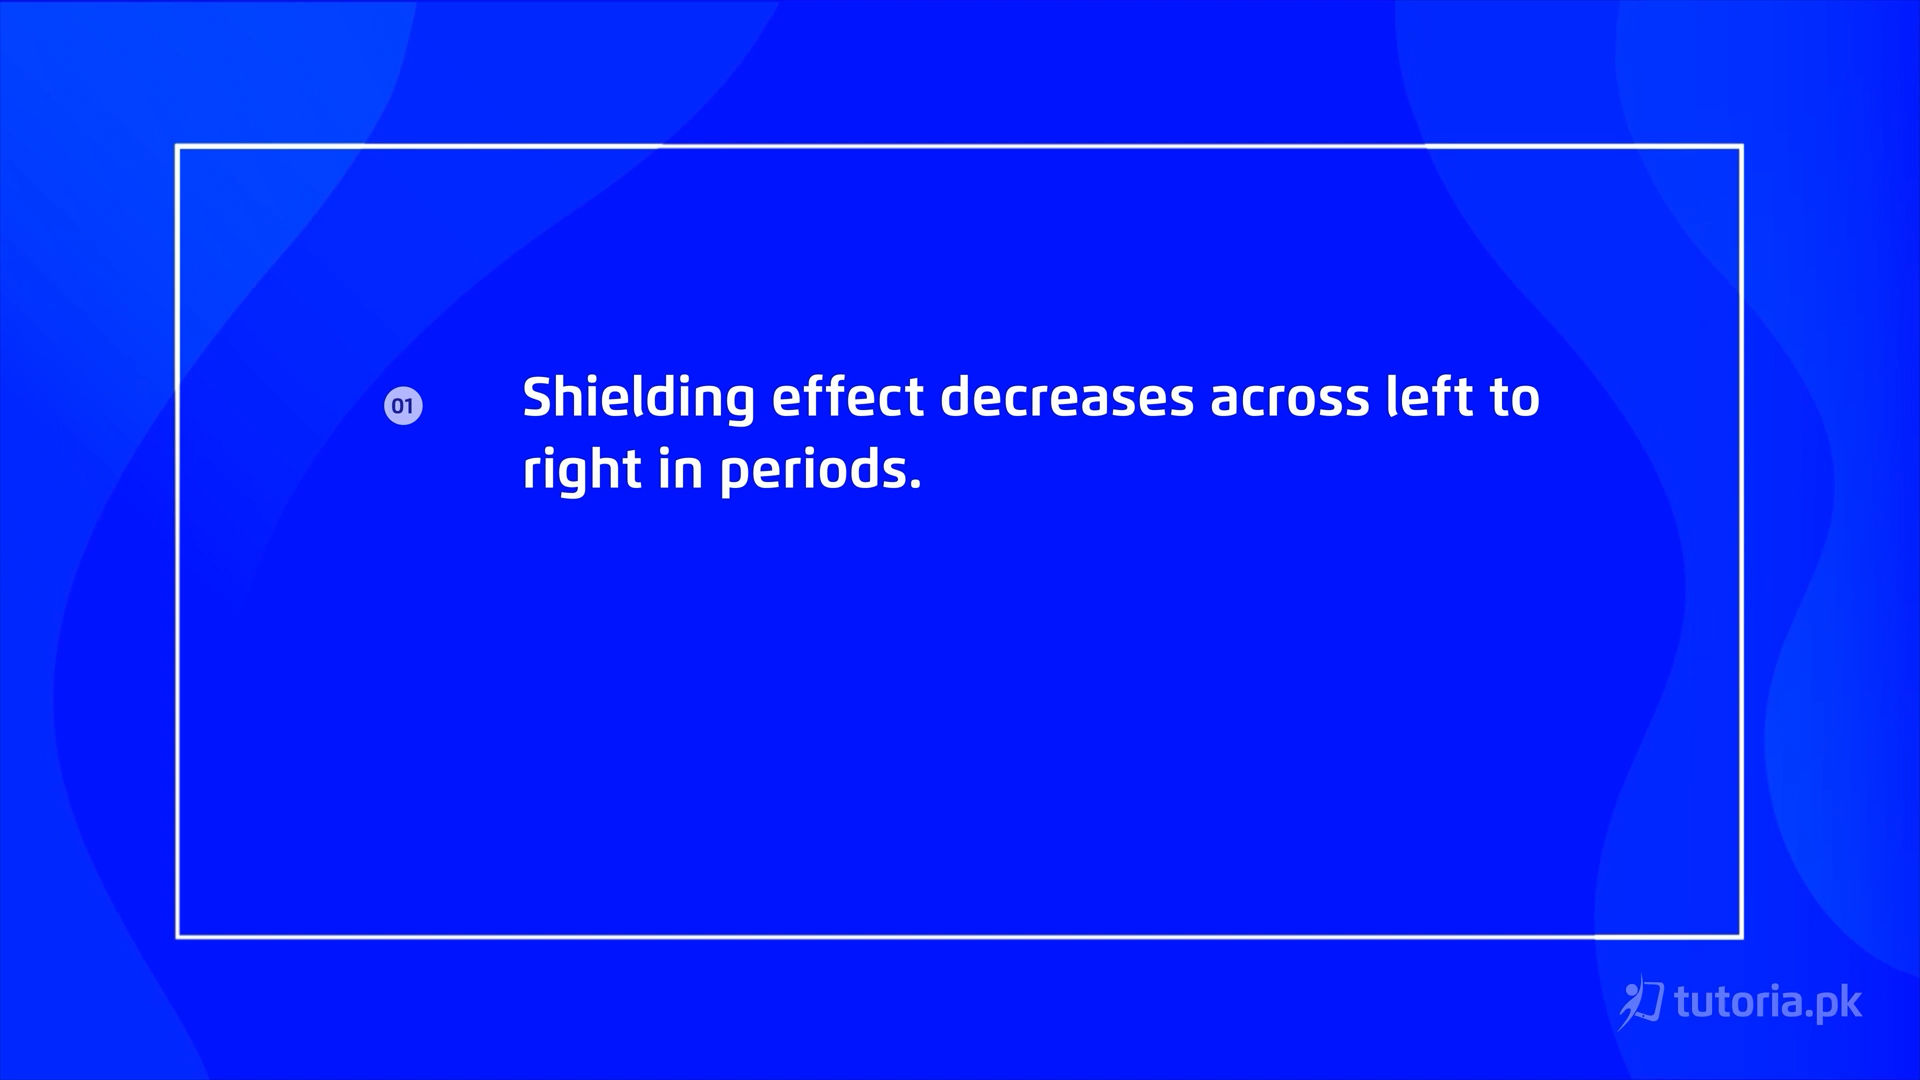 01
Shielding effect decreases across left to
right in periods.
tutoria.pk